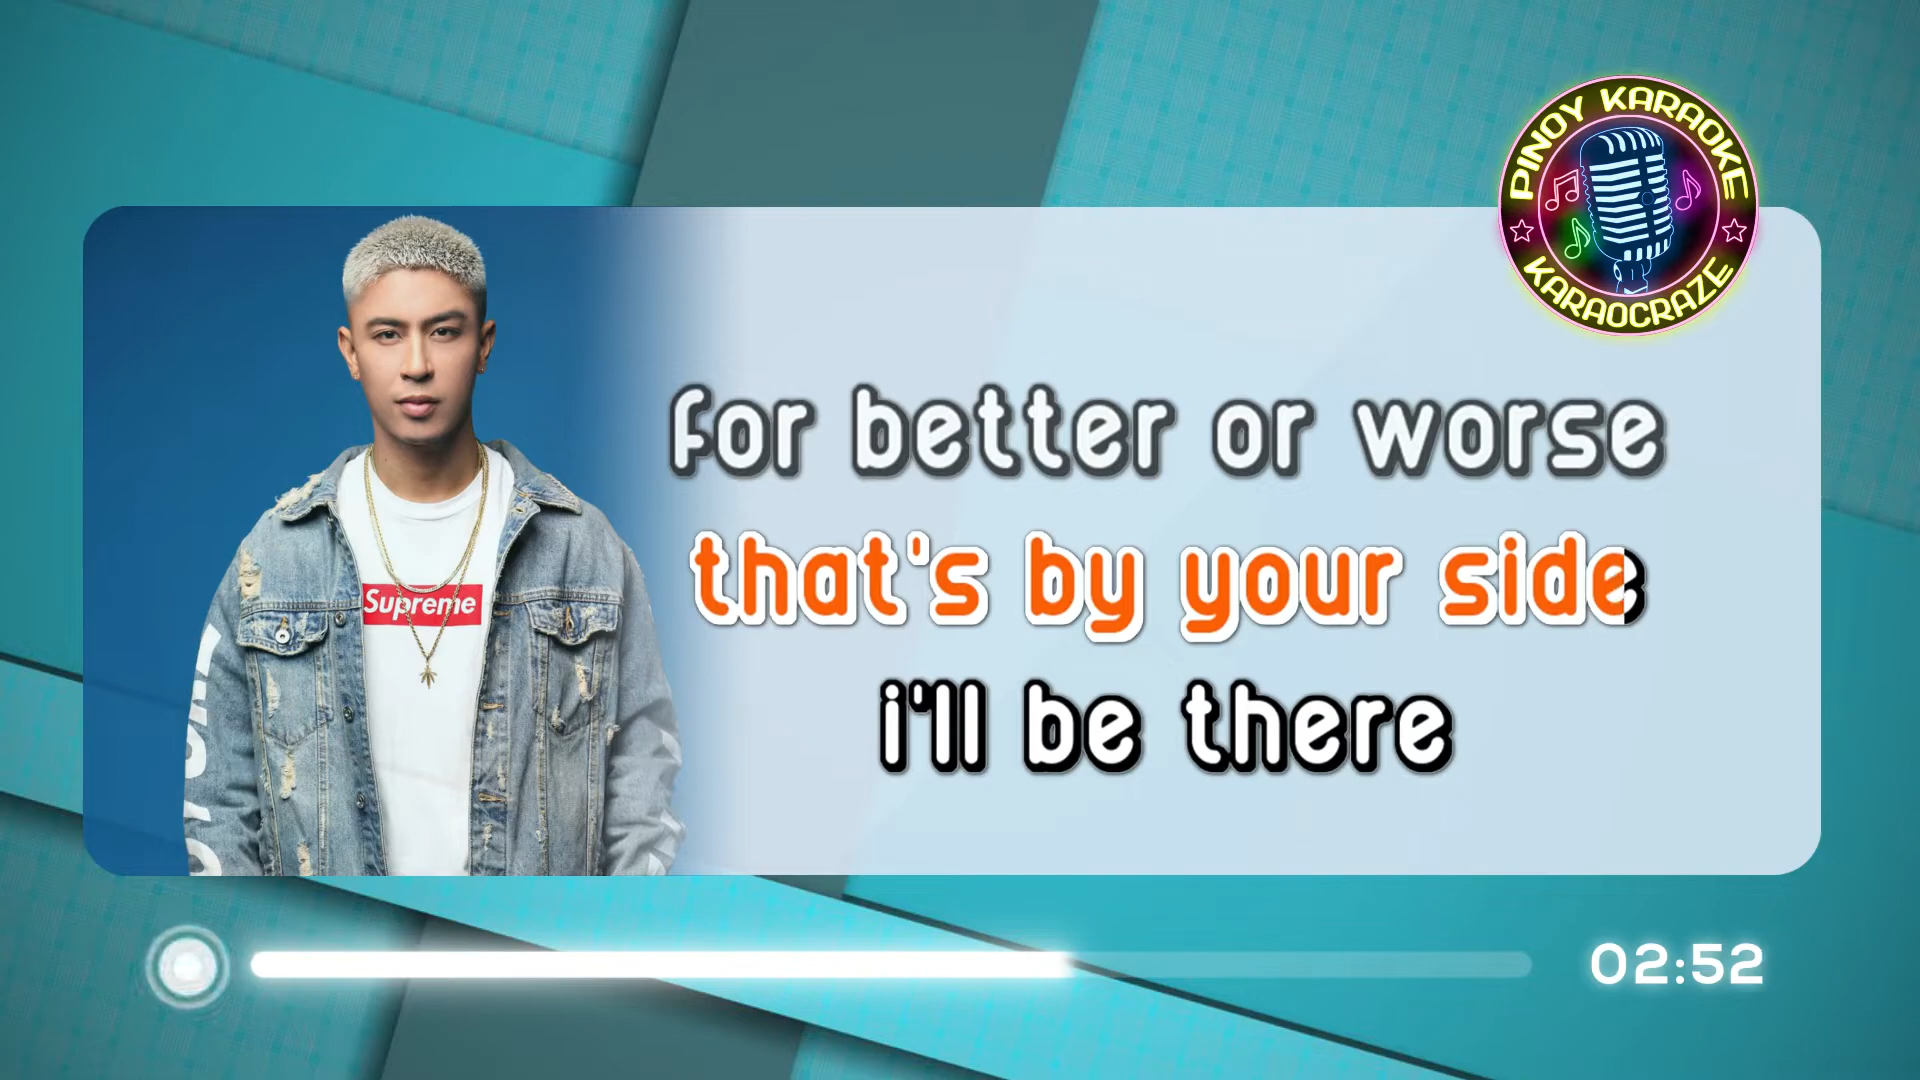 PINOY KARAOKE
KARAOCRAZE
for better or worse
that's by your side
i'll be there
Supreme
02:52